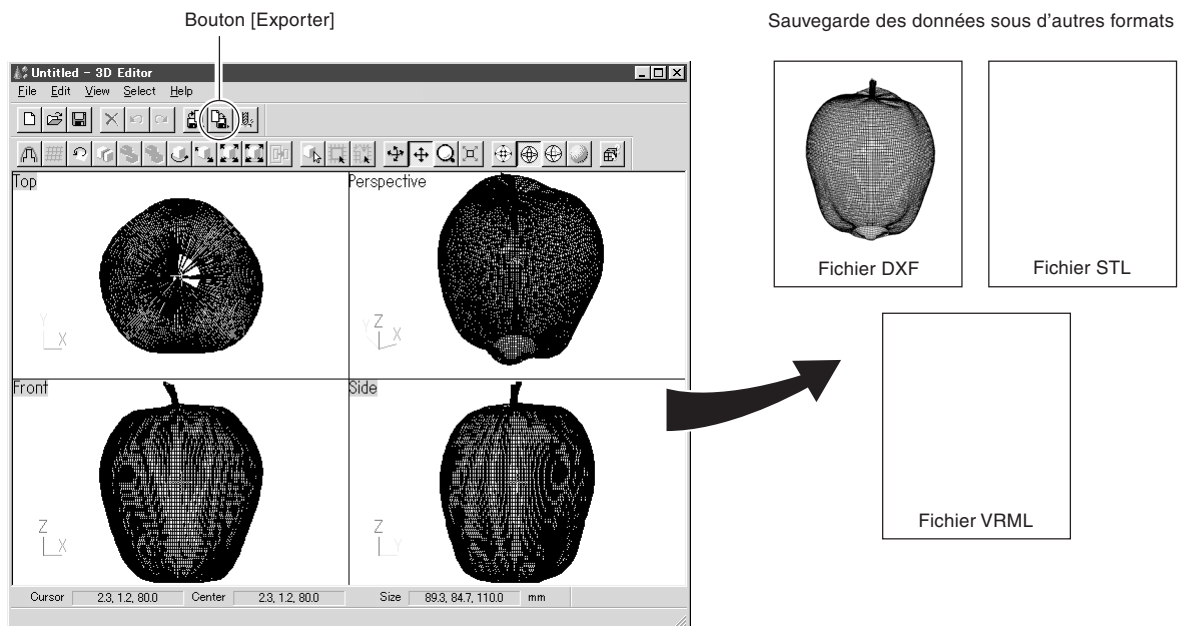 Bouton [Exporter]
Sauvegarde des données sous d'autres formats
Untitled - 3D Editor
File Edit View Select Help
Top
Perspective
Y
X
Z
Y
X
Front
Side
Z
X
Z
Y
Cursor 2.3, 1.2, 80.0 Center 2.3, 1.2, 80.0 Size 89.3, 84.7, 110.0 mm
Fichier DXF
Fichier STL
Fichier VRML